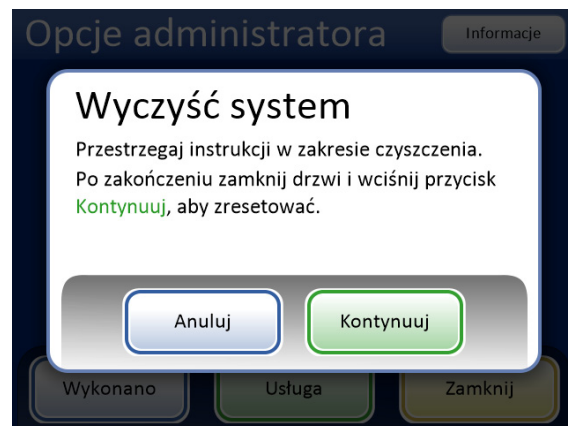 Opcje administratora
Informacje
Wyczyść system
Przestrzegaj instrukcji w zakresie czyszczenia.
Po zakończeniu zamknij drzwi i wciśnij przycisk
Kontynuuj, aby zresetować.
Anuluj
Kontynuuj
Wykonano
Usługa
Zamknij